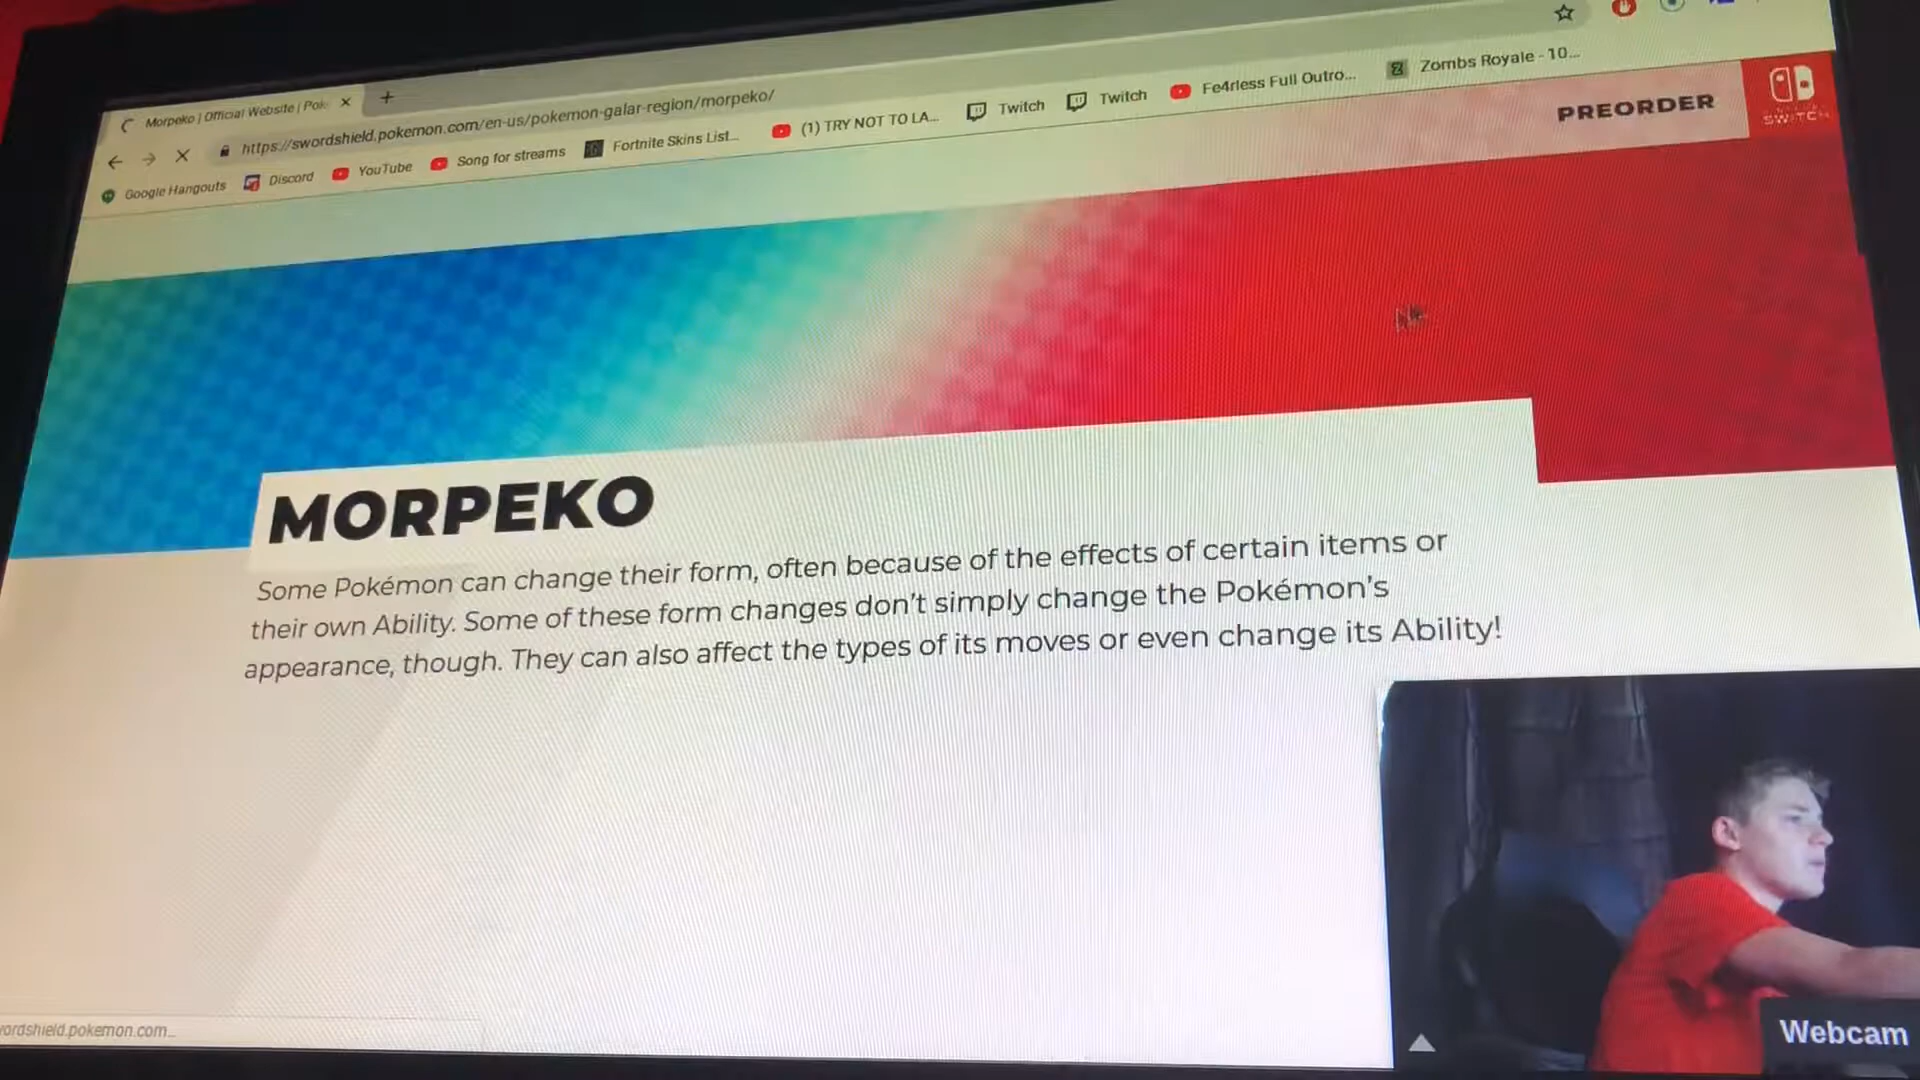 Morpeko | Official Website | Pok
https://swordshield.pokemon.com/en-us/pokemon-galar-region/morpeko/
Google Hangouts
Discord
YouTube
Song for streams
Fortnite Skins List...
(1) TRY NOT TO LA...
Twitch
Twitch
Fe4rless Full Outro...
Zombs Royale - 10...
PREORDER
SWITCH
MORPEKO
Some Pokémon can change their form, often because of the effects of certain items or
their own Ability. Some of these form changes don't simply change the Pokémon's
appearance, though. They can also affect the types of its moves or even change its Ability!
ordshield.pokemon.com...
Webcam